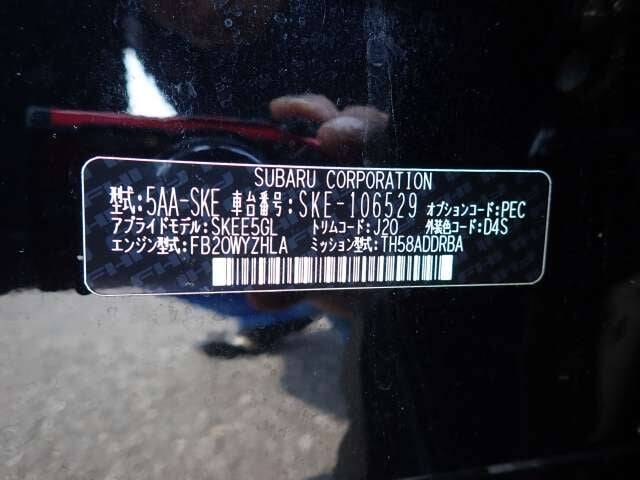 SUBARU CORPORATION
型式:5AA-SKE 車台番号:SKE-106529 オプションコード:PEC
アプライドモデル:SKEE5GL トリムコード:J20 外装色コード:D4S
エンジン型式:FB20WYZHLA ミッション型式:TH58ADDRBA